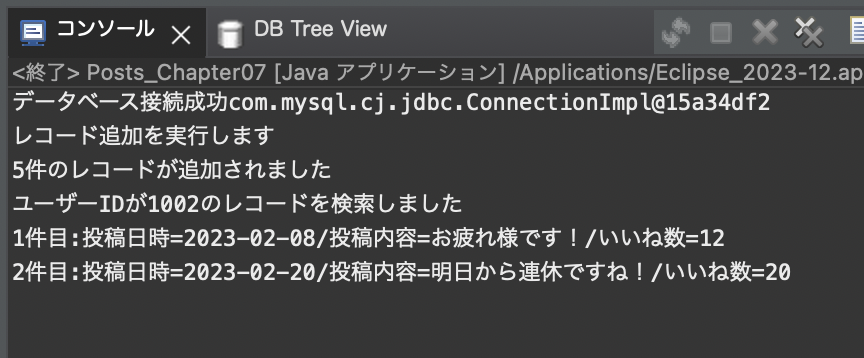 コンソール × DB Tree View
<終了> Posts_Chapter07 [Java アプリケーション] /Applications/Eclipse_2023-12.ap
データベース接続成功com.mysql.cj.jdbc.ConnectionImpl@15a34df2
レコード追加を実行します
5件のレコードが追加されました
ユーザーIDが1002のレコードを検索しました
1件目:投稿日時=2023-02-08/投稿内容=お疲れ様です！/いいね数=12
2件目:投稿日時=2023-02-20/投稿内容=明日から連休ですね！/いいね数=20